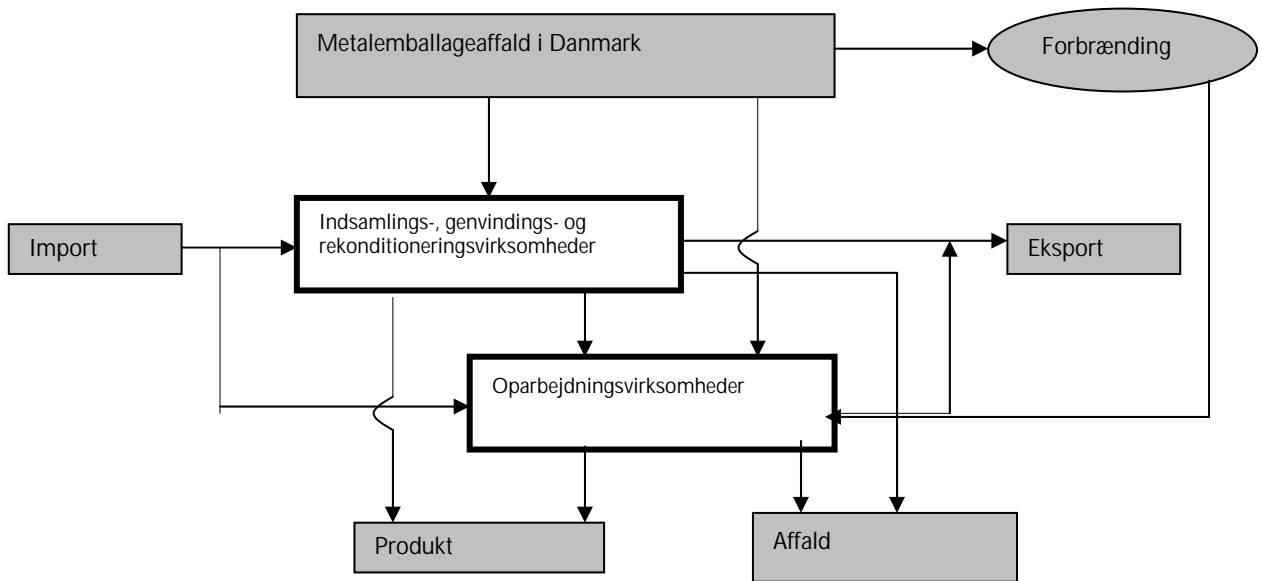 Metalemballageaffald i Danmark
Forbrænding
Indsamlings-, genvindings- og
rekonditioneringsvirksomheder
Import
Eksport
Oparbejdningsvirksomheder
Produkt
Affald